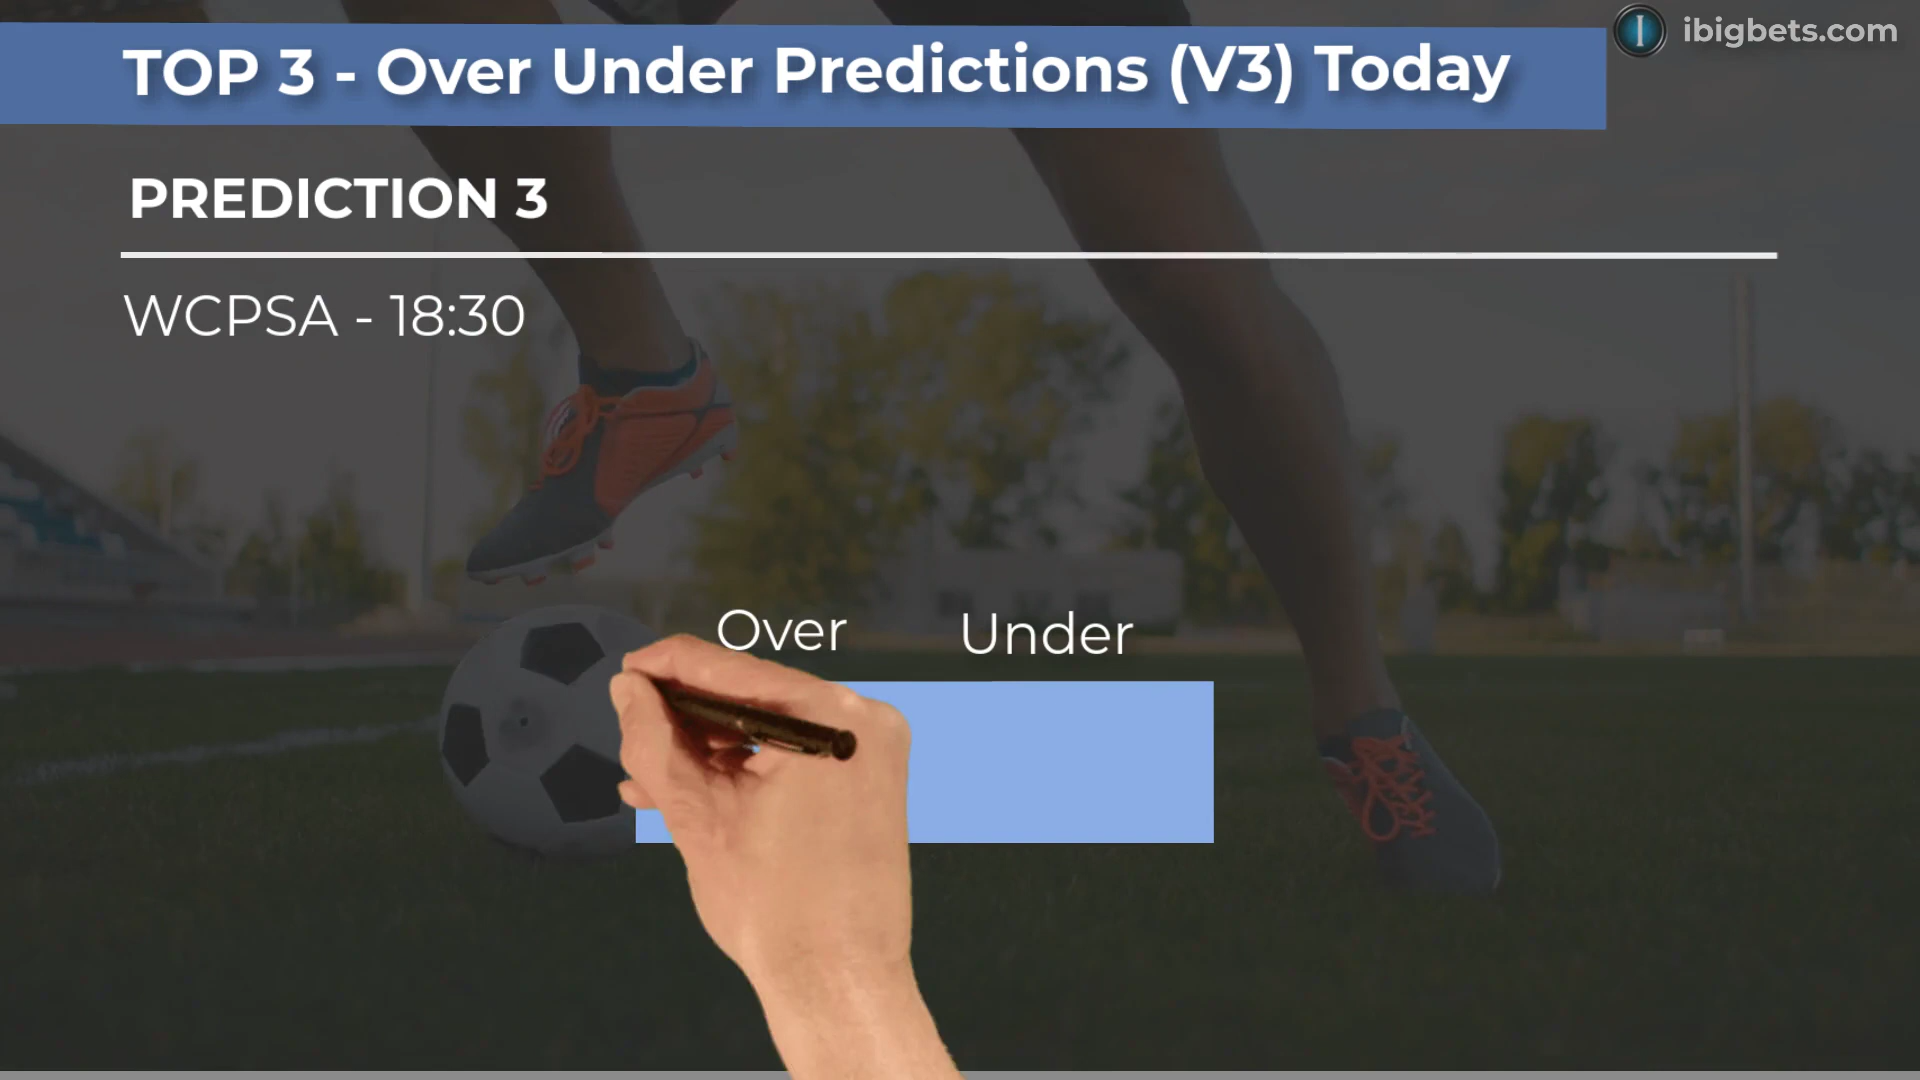 I ibigbets.com
TOP 3 - Over Under Predictions (V3) Today
PREDICTION 3
WCPSA - 18:30
Over Under